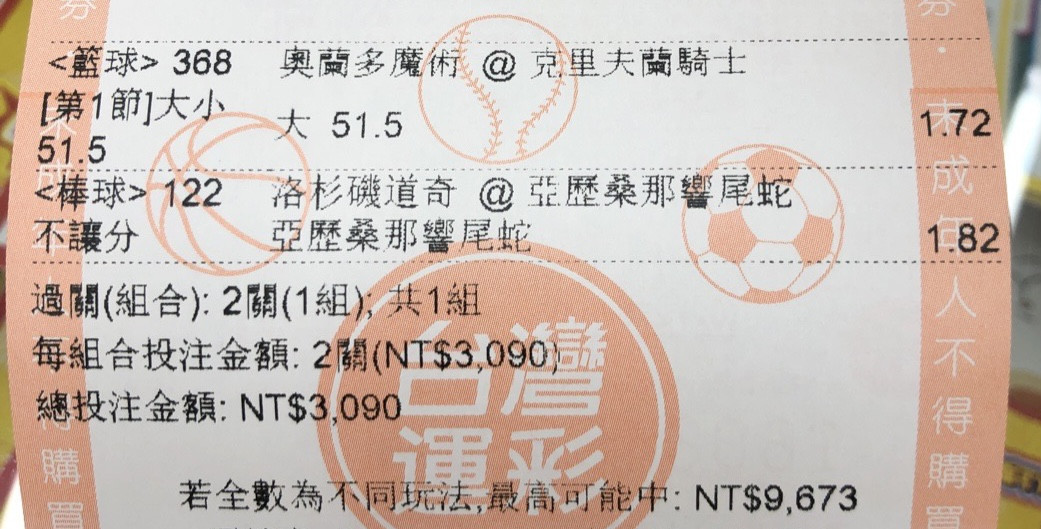 <籃球> 368 奧蘭多魔術 @ 克里夫蘭騎士
[第1節]大小 大 51.5 1.72
51.5
<棒球> 122 洛杉磯道奇 @ 亞歷桑那響尾蛇
不讓分 亞歷桑那響尾蛇 1.82
過關(組合): 2關(1組); 共1組
每組合投注金額: 2關(NT$3,090)
總投注金額: NT$3,090
台灣
運彩
若全數為不同玩法,最高可能中: NT$9,673
券·未成年人不得購買